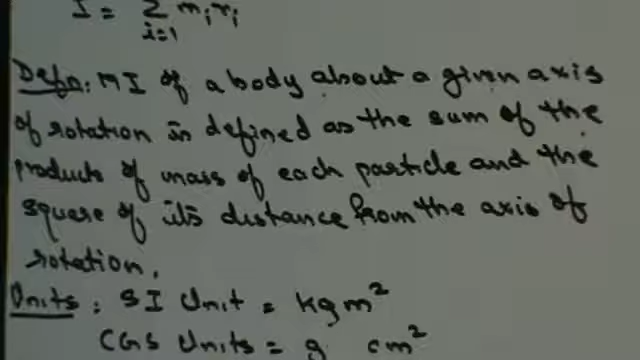 I = Σ mᵢrᵢ
i=1
Defn: MI of a body about a given axis
of rotation is defined as the sum of the
products of mass of each particle and the
square of its distance from the axis of
rotation.
Units: SI Unit = kgm²
CGS Units = g cm²